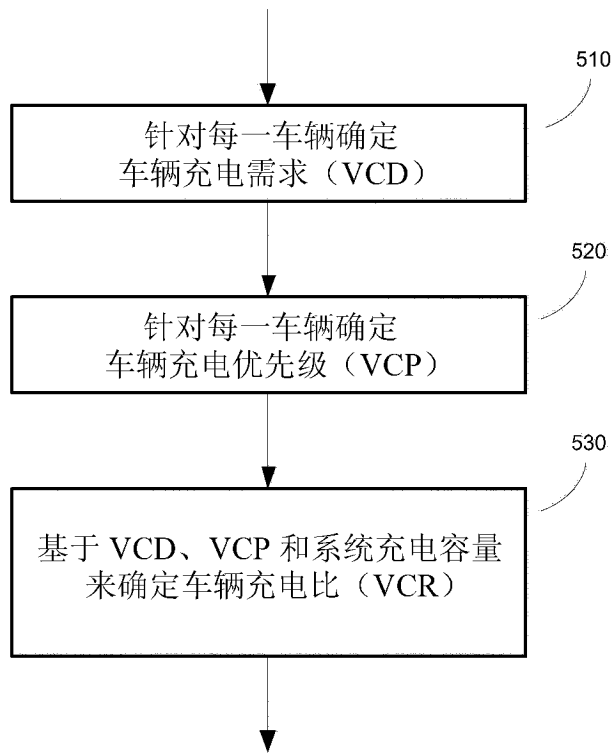 510
针对每一车辆确定
车辆充电需求（VCD）
520
针对每一车辆确定
车辆充电优先级（VCP）
530
基于 VCD、VCP 和系统充电容量
来确定车辆充电比（VCR）